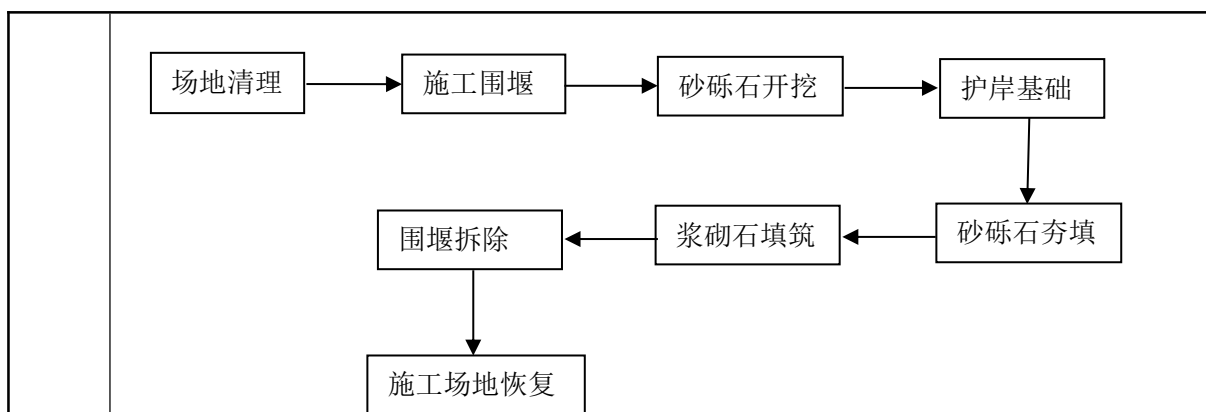 场地清理
施工围堰
砂砾石开挖
护岸基础
砂砾石夯填
浆砌石填筑
围堰拆除
施工场地恢复